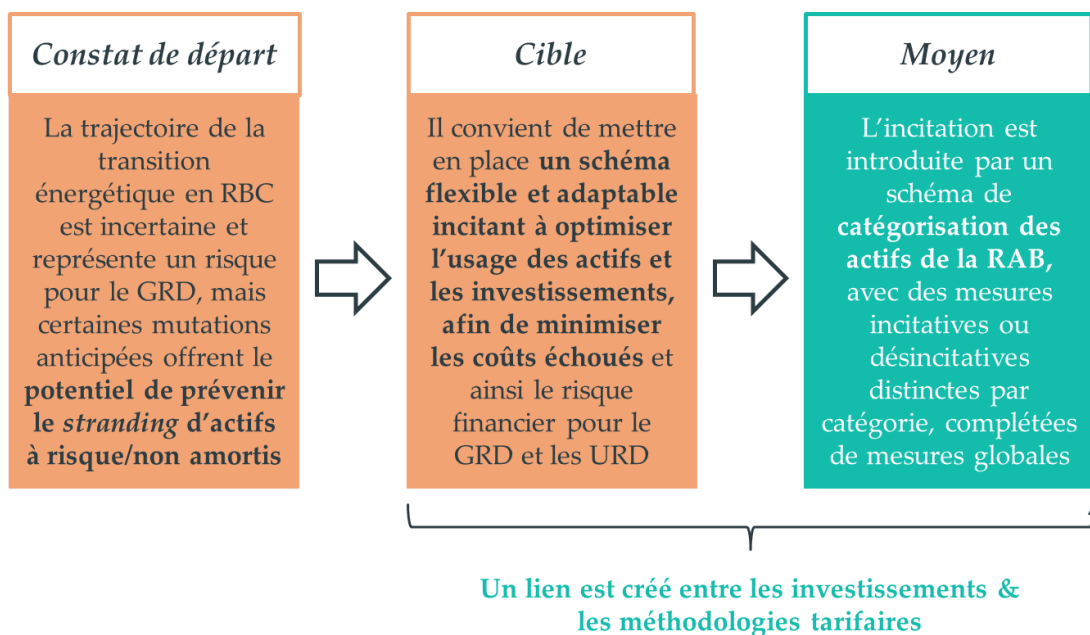 Constat de départ
La trajectoire de la
transition
énergétique en RBC
est incertaine et
représente un risque
pour le GRD, mais
certaines mutations
anticipées offrent le
potentiel de prévenir
le stranding d'actifs
à risque/non amortis
Cible
Il convient de mettre
en place un schéma
flexible et adaptable
incitant à optimiser
l'usage des actifs et
les investissements,
afin de minimiser
les coûts échoués et
ainsi le risque
financier pour le
GRD et les URD
Moyen
L'incitation est
introduite par un
schéma de
catégorisation des
actifs de la RAB,
avec des mesures
incitatives ou
désincitatives
distinctes par
catégorie, complétées
de mesures globales
Un lien est créé entre les investissements &
les méthodologies tarifaires